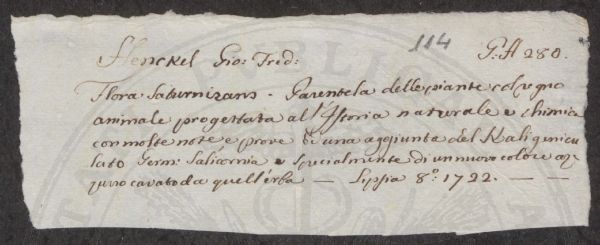 114
G: H 280.
Henckel Gio: Fred:
Flora Saturnizans - Parentela delle piante col regno
animale progettata all'Istoria naturale e chimica
con molte note e prove di una aggiunta del Kali genicu
lato Germ: Salicornia e specialmente di un nuovo colore az,
zurro cavato da quell'erba — Lipsia 8.º 1722. — —